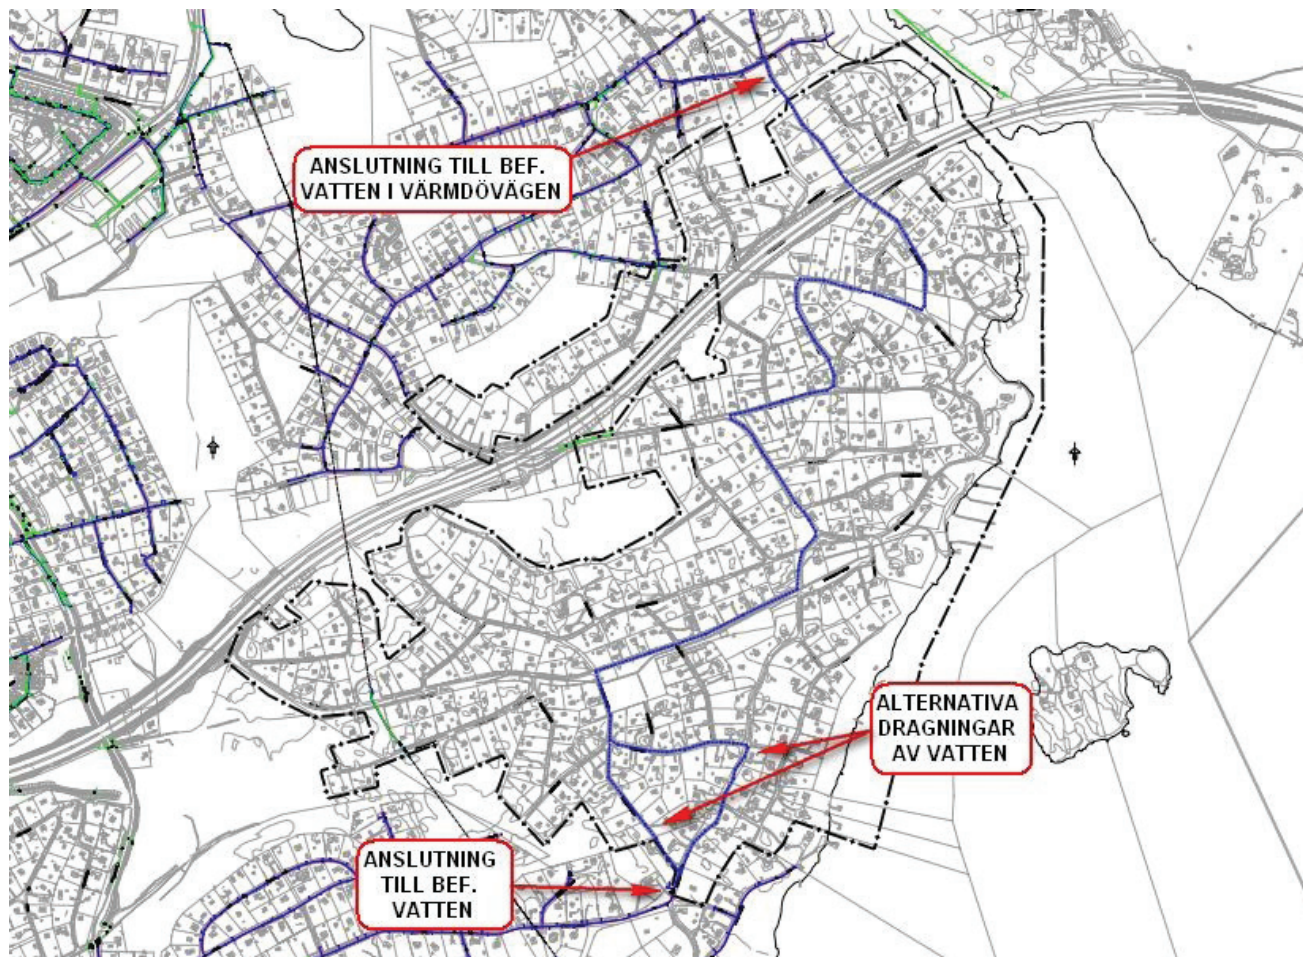 ANSLUTNING TILL BEF.
VATTEN I VÄRMDÖVÄGEN
ALTERNATIVA
DRAGNINGAR
AV VATTEN
ANSLUTNING
TILL BEF.
VATTEN